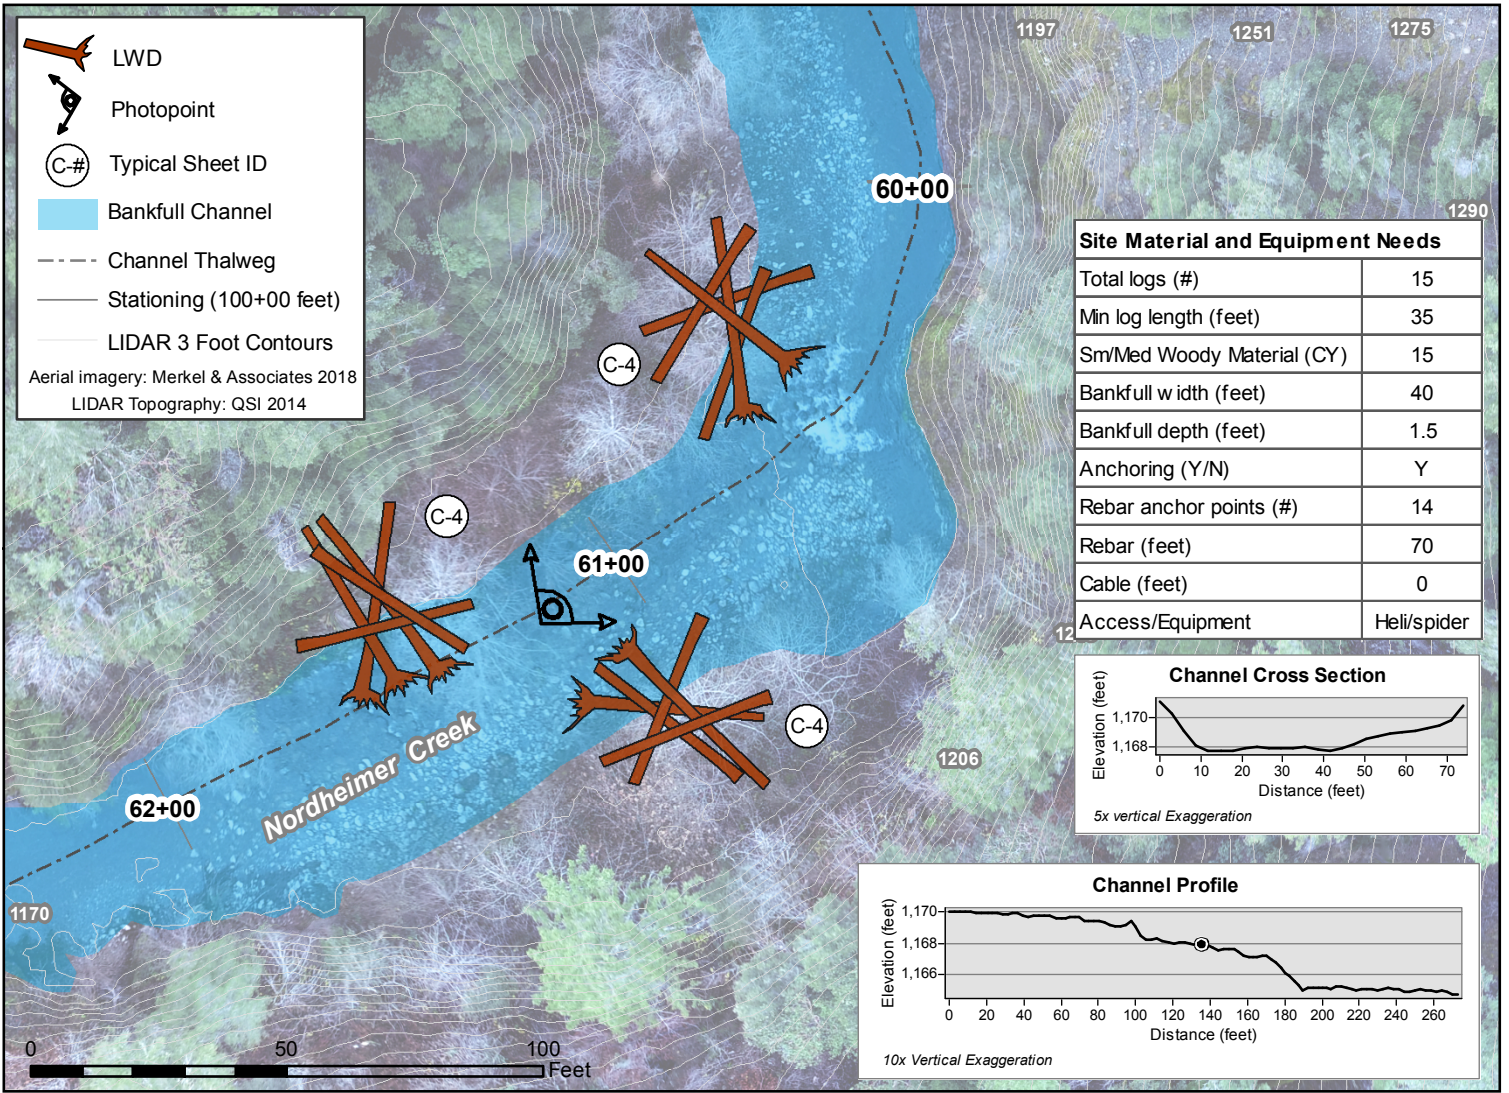 LWD
Photopoint
C-# Typical Sheet ID
Bankfull Channel
Channel Thalweg
Stationing (100+00 feet)
LIDAR 3 Foot Contours
Aerial imagery: Merkel & Associates 2018
LIDAR Topography: QSI 2014
1197
1251
1275
60+00
1290
Site Material and Equipment Needs
Total logs (#) 15
Min log length (feet) 35
Sm/Med Woody Material (CY) 15
Bankfull width (feet) 40
Bankfull depth (feet) 1.5
Anchoring (Y/N) Y
Rebar anchor points (#) 14
Rebar (feet) 70
Cable (feet) 0
Access/Equipment Heli/spider
C-4
C-4
61+00
C-4
Nordheimer Creek
62+00
1206
1170
Channel Cross Section
Elevation (feet)
1,170
1,168
0 10 20 30 40 50 60 70
Distance (feet)
5x vertical Exaggeration
Channel Profile
Elevation (feet)
1,170
1,168
1,166
0 20 40 60 80 100 120 140 160 180 200 220 240 260
Distance (feet)
10x Vertical Exaggeration
0 50 100
Feet